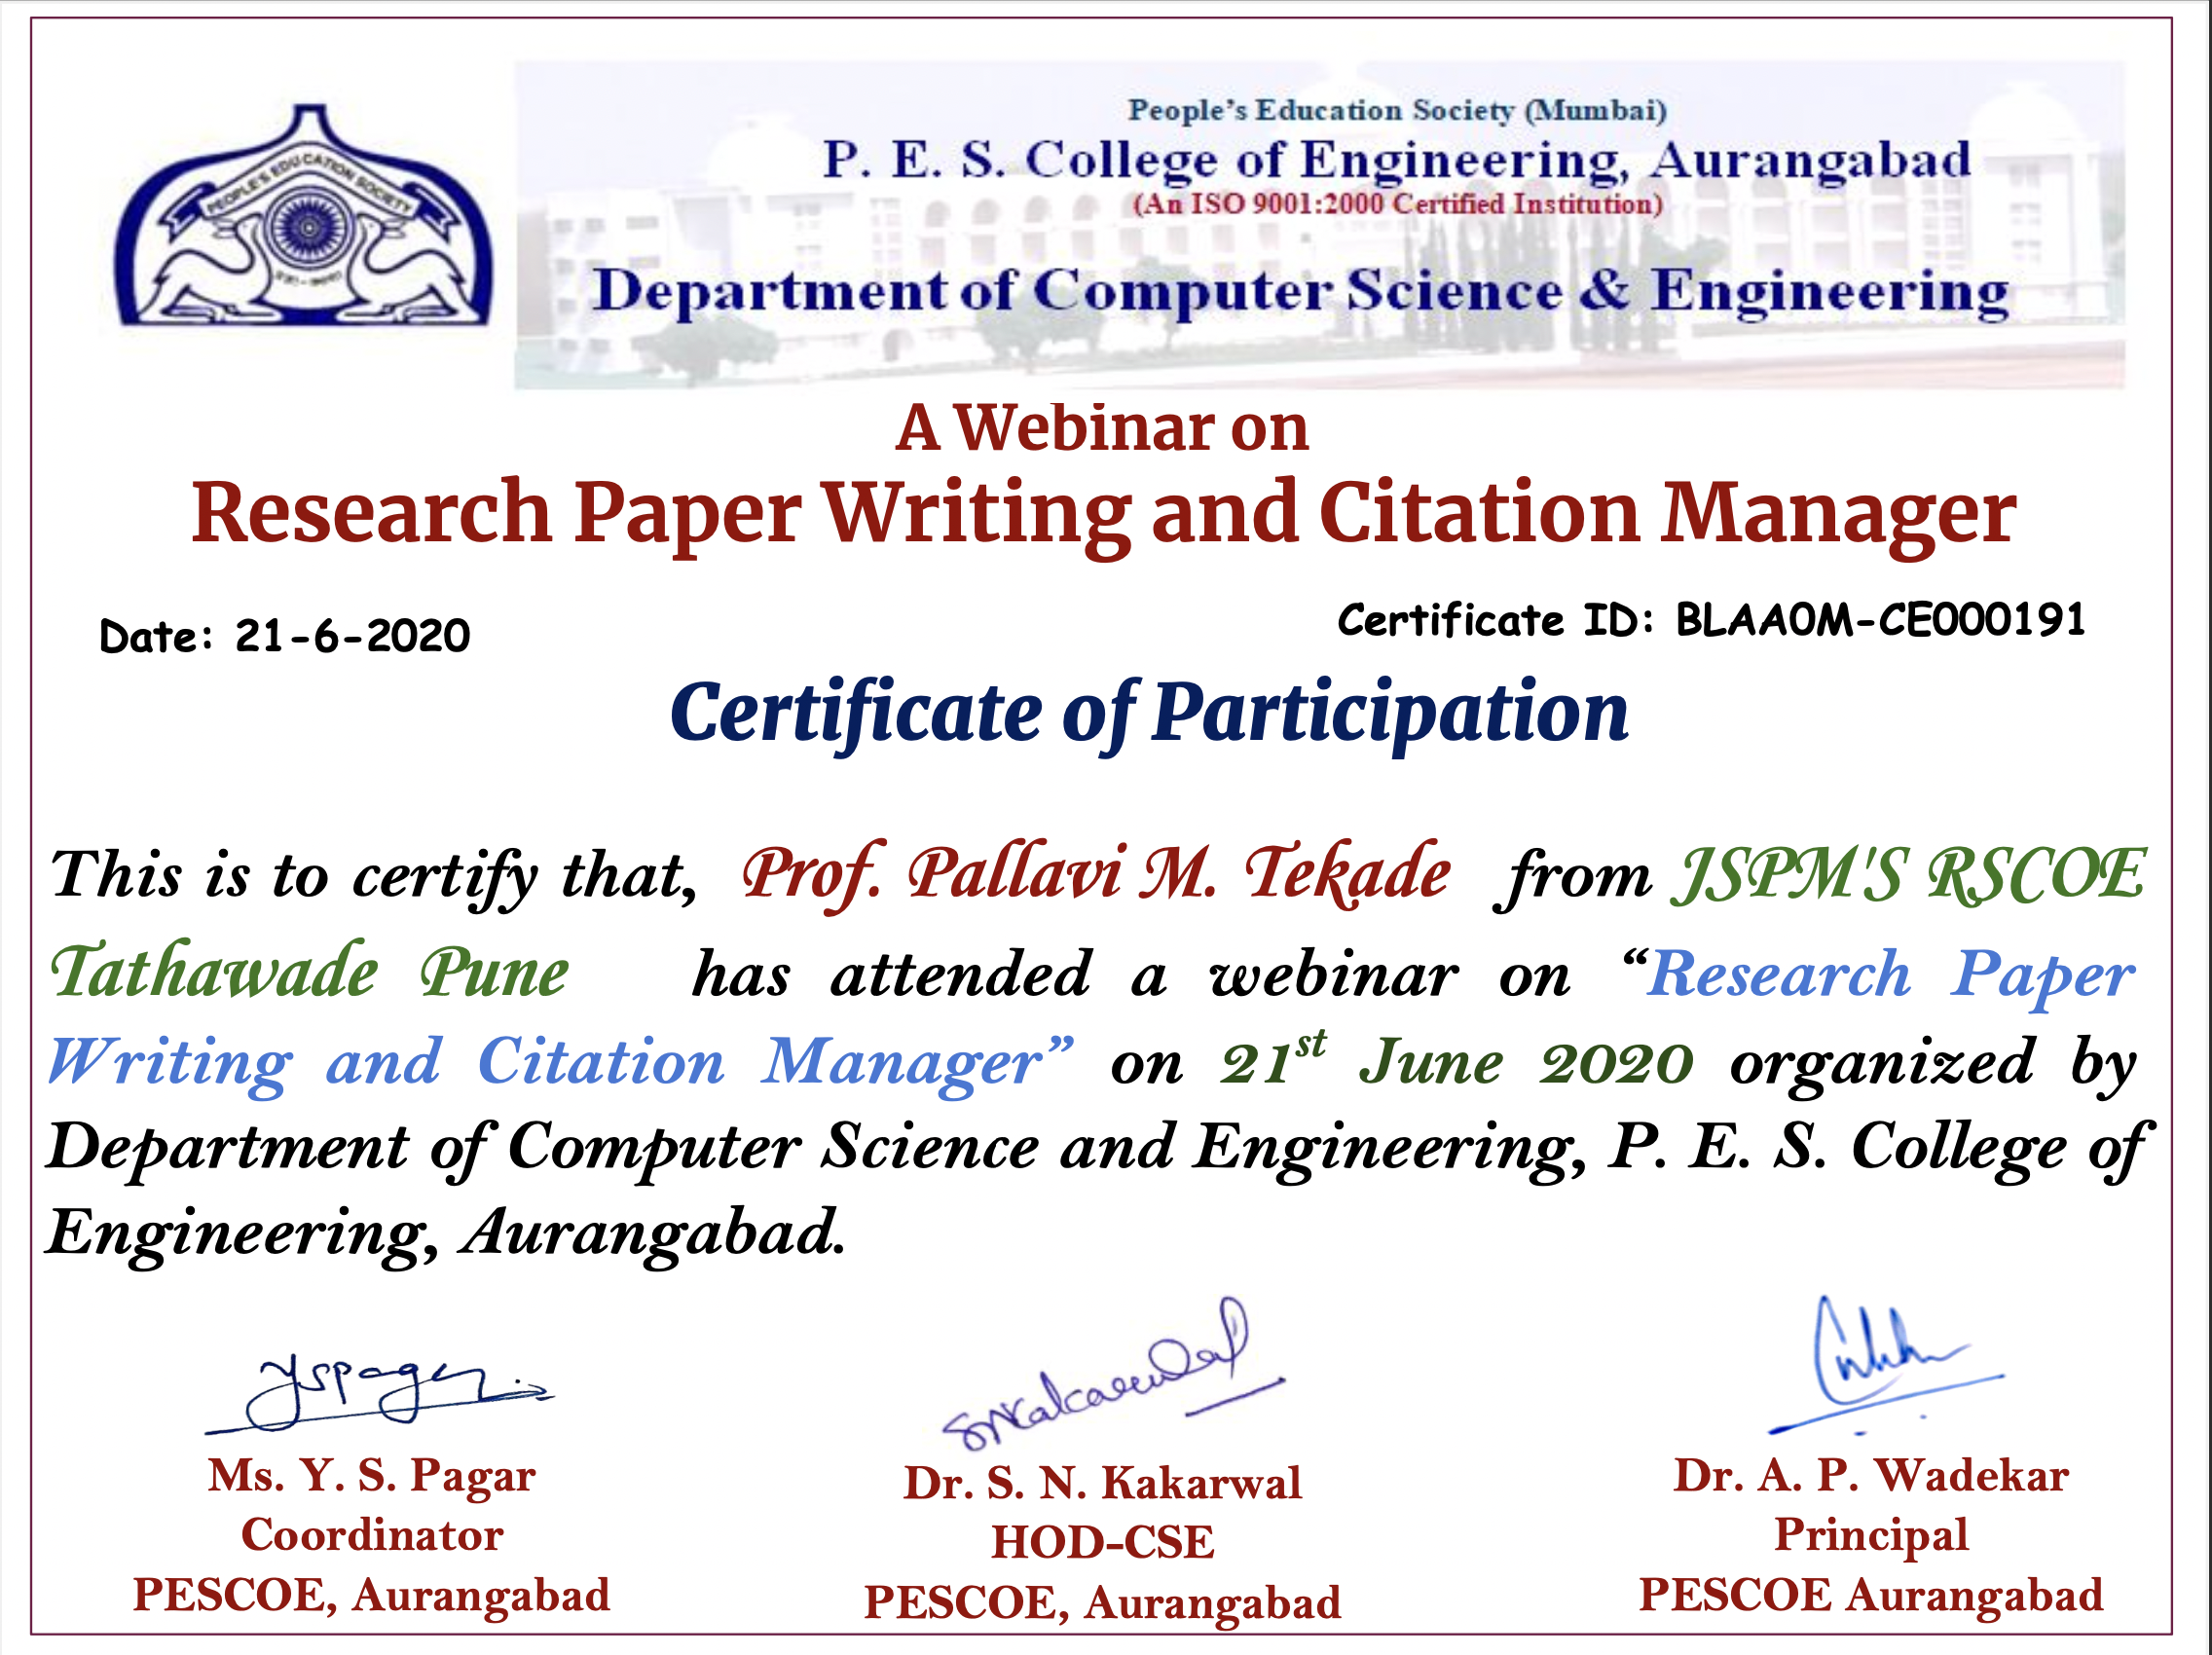 PEOPLE'S EDUCATION SOCIETY
People's Education Society (Mumbai)
P. E. S. College of Engineering, Aurangabad
(An ISO 9001:2000 Certified Institution)
Department of Computer Science & Engineering
A Webinar on
Research Paper Writing and Citation Manager
Date: 21-6-2020
Certificate ID: BLAA0M-CE000191
Certificate of Participation
This is to certify that, Prof. Pallavi M. Tekade from JSPM'S RSCOE
Tathawade Pune has attended a webinar on “Research Paper
Writing and Citation Manager” on 21st June 2020 organized by
Department of Computer Science and Engineering, P. E. S. College of
Engineering, Aurangabad.
Yspagar
SNKakarwal
Ms. Y. S. Pagar
Coordinator
PESCOE, Aurangabad
Dr. S. N. Kakarwal
HOD-CSE
PESCOE, Aurangabad
Dr. A. P. Wadekar
Principal
PESCOE Aurangabad